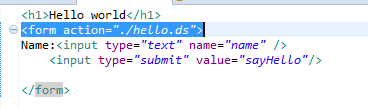 <h1>Hello world</h1>
<form action="./hello.ds">
Name:<input type="text" name="name" />
<input type="submit" value="sayHello"/>
</form>